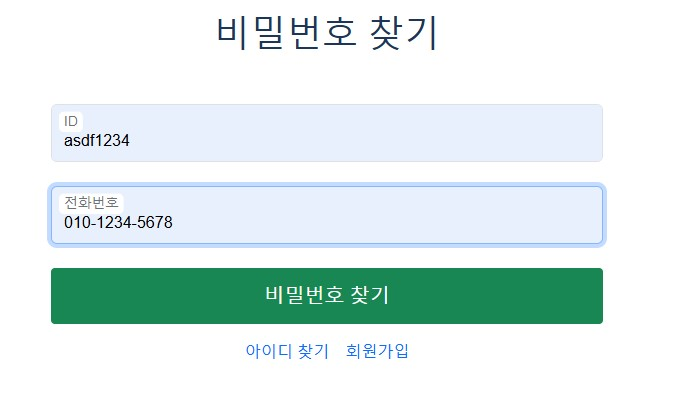 비밀번호 찾기
ID
asdf1234
전화번호
010-1234-5678
비밀번호 찾기
아이디 찾기 회원가입